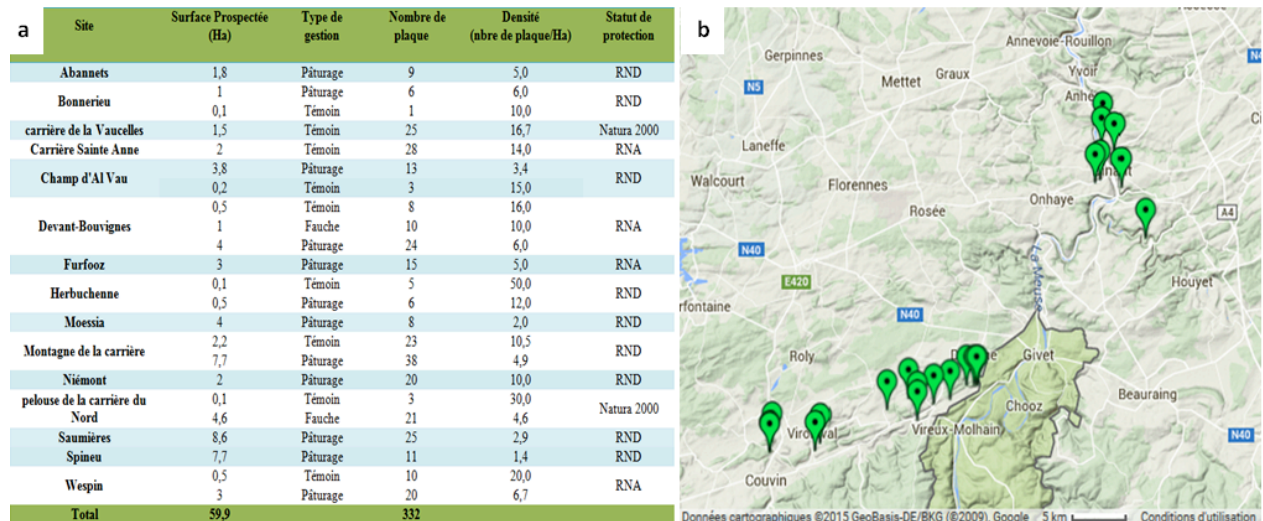 a
Site Surface Prospectée (Ha) Type de gestion Nombre de plaque Densité (nbre de plaque/Ha) Statut de protection
Abannets 1,8 Pâturage 9 5,0 RND
Bonnerieu 1 Pâturage 6 6,0 RND
0,1 Témoin 1 10,0
carrière de la Vaucelles 1,5 Témoin 25 16,7 Natura 2000
Carrière Sainte Anne 2 Témoin 28 14,0 RNA
Champ d'Al Vau 3,8 Pâturage 13 3,4 RND
0,2 Témoin 3 15,0
Devant-Bouvignes 0,5 Témoin 8 16,0 RNA
1 Fauche 10 10,0
4 Pâturage 24 6,0
Furfooz 3 Pâturage 15 5,0 RNA
Herbuchenne 0,1 Témoin 5 50,0 RND
0,5 Pâturage 6 12,0
Moessia 4 Pâturage 8 2,0 RND
Montagne de la carrière 2,2 Témoin 23 10,5 RND
7,7 Pâturage 38 4,9
Niémont 2 Pâturage 20 10,0 RND
pelouse de la carrière du Nord 0,1 Témoin 3 30,0 Natura 2000
4,6 Fauche 21 4,6
Saumières 8,6 Pâturage 25 2,9 RND
Spineu 7,7 Pâturage 11 1,4 RND
Wespin 0,5 Témoin 10 20,0 RNA
3 Pâturage 20 6,7
Total 59,9 332
b
Annevoie-Rouillon
Gerpinnes
Yvoir
Graux
Mettet
N5
Anhée
Laneffe
Walcourt
Florennes
Onhaye
Rosée
A4
N40
La Meuse
E420
Houyet
N40
Roly
Givet
Beauraing
Chooz
Vireux-Molhain
N40
Couvin
Données cartographiques ©2015 GeoBasis-DE/BKG (©2009), Google 5 km Conditions d'utilisation